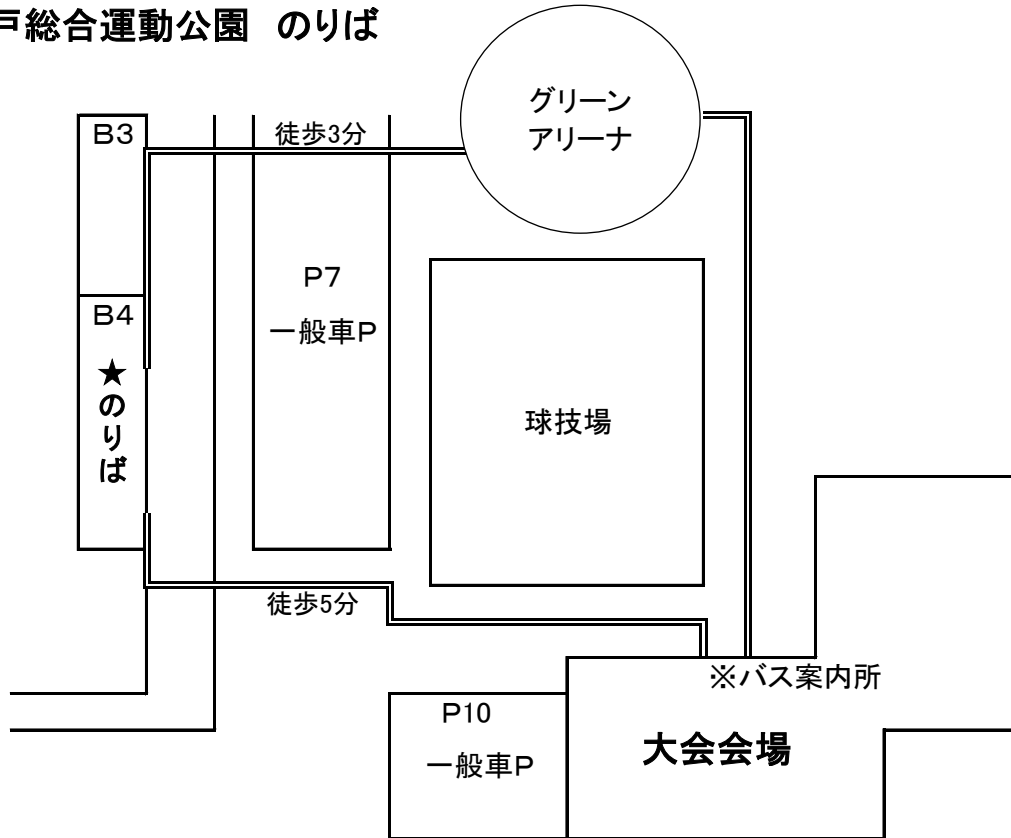 戸総合運動公園 のりば
グリーン
アリーナ
B3
徒歩3分
P7
一般車P
B4
★のりば
球技場
徒歩5分
※バス案内所
P10
一般車P
大会会場